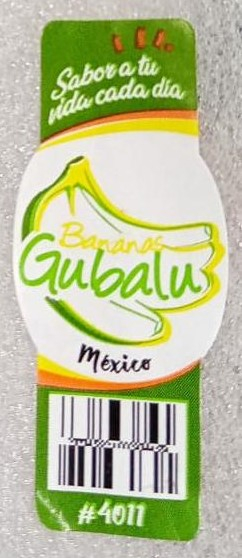 Sabor a tu
vida cada día
Bananas
Gubalu
México
#4011